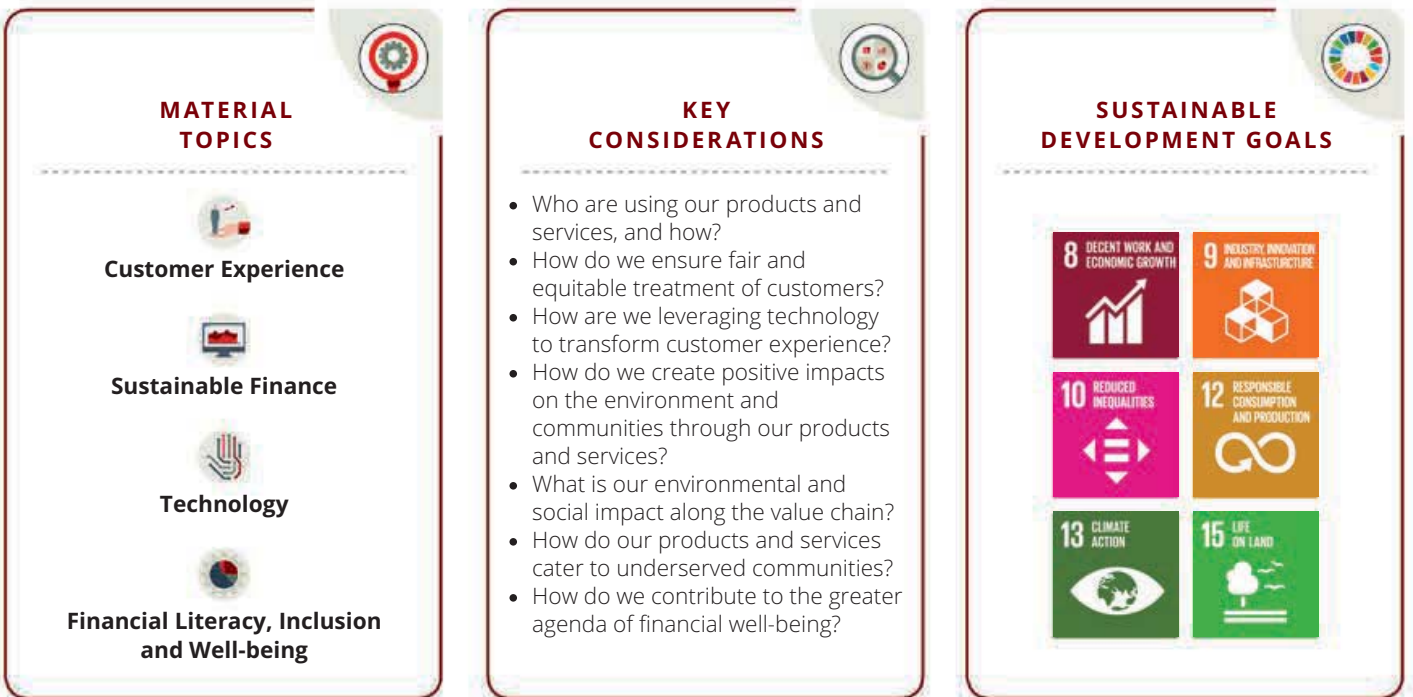 MATERIAL
TOPICS
Customer Experience
Sustainable Finance
Technology
Financial Literacy, Inclusion
and Well-being
KEY
CONSIDERATIONS
• Who are using our products and
services, and how?
• How do we ensure fair and
equitable treatment of customers?
• How are we leveraging technology
to transform customer experience?
• How do we create positive impacts
on the environment and
communities through our products
and services?
• What is our environmental and
social impact along the value chain?
• How do our products and services
cater to underserved communities?
• How do we contribute to the greater
agenda of financial well-being?
SUSTAINABLE
DEVELOPMENT GOALS
8 DECENT WORK AND
ECONOMIC GROWTH
9 INDUSTRY, INNOVATION
AND INFRASTURCTURE
10 REDUCED
INEQUALITIES
12 RESPONSIBLE
CONSUMPTION
AND PRODUCTION
13 CLIMATE
ACTION
15 LIFE
ON LAND